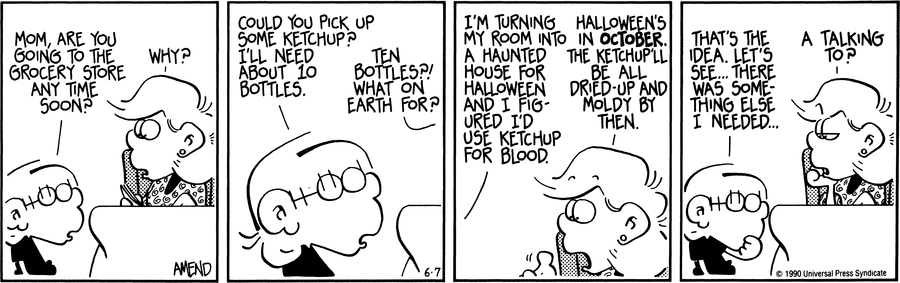 MOM, ARE YOU
GOING TO THE
GROCERY STORE
ANY TIME
SOON?
WHY?
AMEND
COULD YOU PICK UP
SOME KETCHUP?
I'LL NEED
ABOUT 10
BOTTLES.
TEN
BOTTLES?!
WHAT ON
EARTH FOR?
6-7
I'M TURNING
MY ROOM INTO
A HAUNTED
HOUSE FOR
HALLOWEEN
AND I FIG-
URED I'D
USE KETCHUP
FOR BLOOD.
HALLOWEEN'S
IN OCTOBER.
THE KETCHUP'LL
BE ALL
DRIED-UP AND
MOLDY BY
THEN.
THAT'S THE
IDEA. LET'S
SEE... THERE
WAS SOME-
THING ELSE
I NEEDED...
A TALKING
TO?
© 1990 Universal Press Syndicate